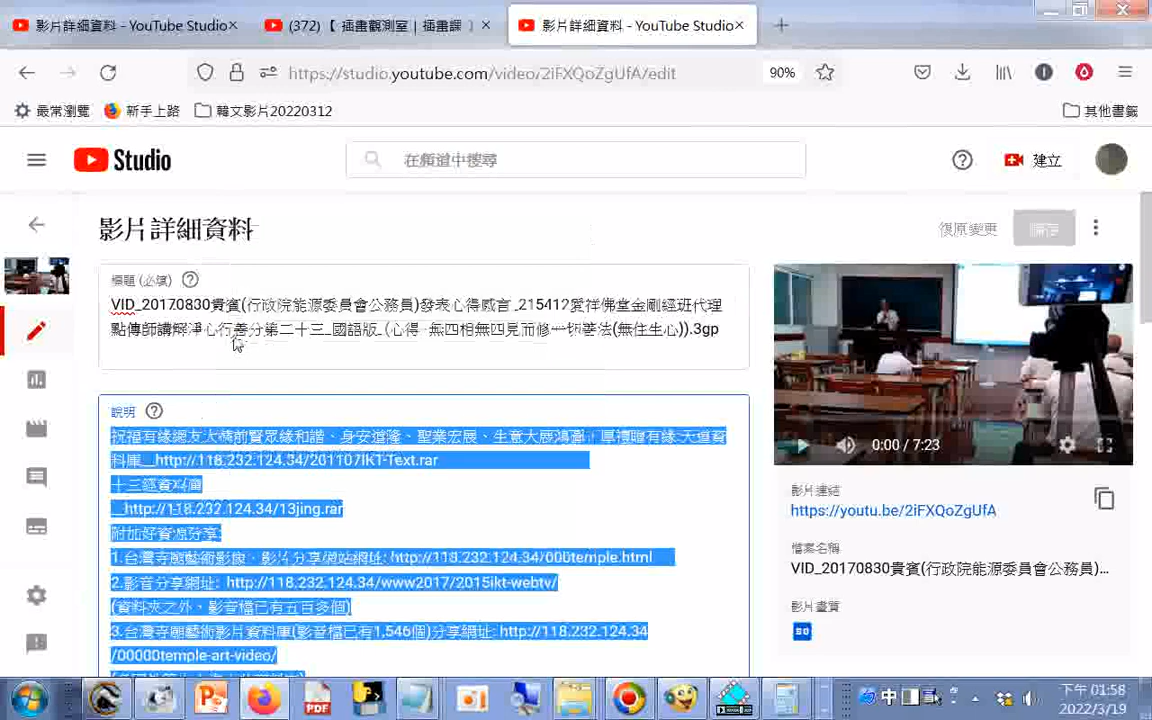 影片詳細資料 - YouTube Studio
(372)【 插畫觀測室 | 插畫課 】
影片詳細資料 - YouTube Studio
https://studio.youtube.com/video/2iFXQoZgUfA/edit
90%
最常瀏覽
新手上路
韓文影片20220312
其他書籤
Studio
在頻道中搜尋
建立
影片詳細資料
復原變更
儲存
標題 (必填)
VID_20170830貴賓(行政院能源委員會公務員)發表心得感言_215412愛祥佛堂金剛經班代理
點傳師講解淨心行善分第二十三_國語版_(心得 無四相無四見而修一切善法(無住生心)).3gp
說明
祝福有緣網友大德前賢眾緣和諧、身安道隆、聖業宏展、生意大展鴻圖！厚禮贈有緣 天道資
料庫__http://118.232.124.34/201107IKT-Text.rar
十三經資料庫
__http://118.232.124.34/13jing.rar
附加好資源分享:
1.台灣寺廟藝術影像、影片分享網站網址: http://118.232.124.34/000temple.html
2.影音分享網址: http://118.232.124.34/www2017/2015ikt-webtv/
(資料夾之外、影音檔已有五百多個)
3.台灣寺廟藝術影片資料庫(影音檔已有1,546個)分享網址: http://118.232.124.34
/00000temple-art-video/
0:00 / 7:23
影片連結
https://youtu.be/2iFXQoZgUfA
檔案名稱
VID_20170830貴賓(行政院能源委員會公務員)...
影片畫質
SD
PDF
中
下午 01:58
2022/3/19